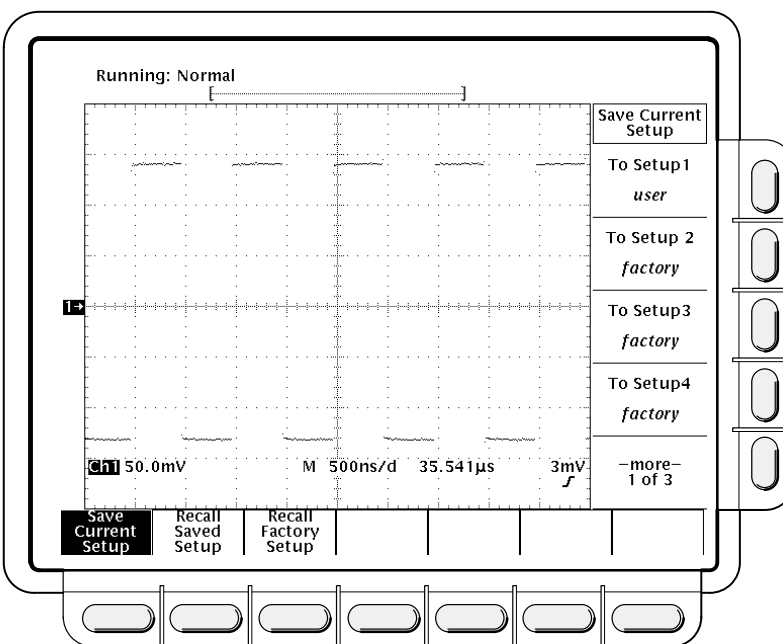 Running: Normal
Save Current
Setup
To Setup1
user
To Setup 2
factory
To Setup3
factory
To Setup4
factory
–more–
1 of 3
1→
Ch1 50.0mV M 500ns/d 35.541µs 3mV
Save
Current
Setup
Recall
Saved
Setup
Recall
Factory
Setup